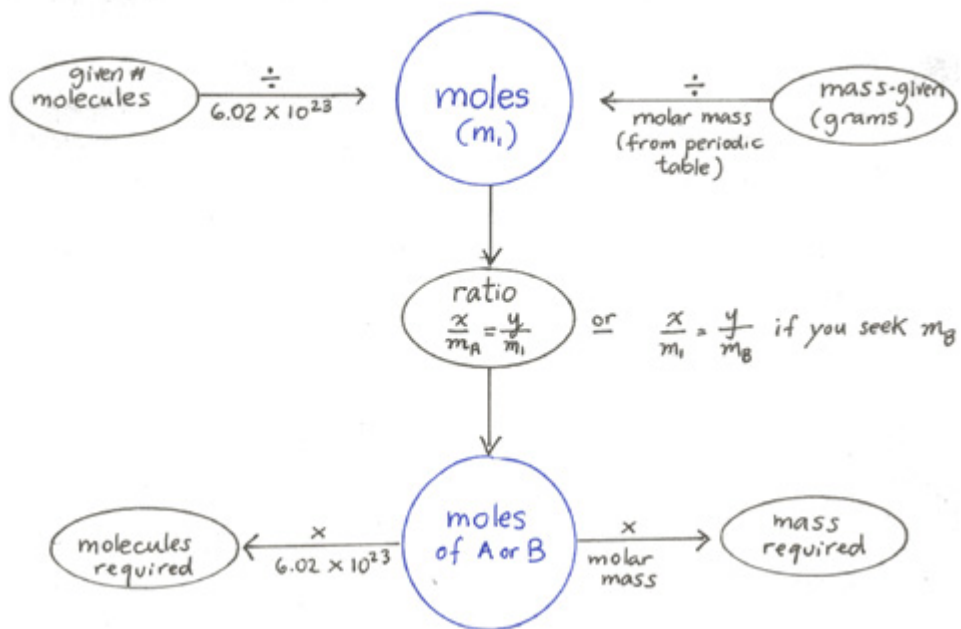 given #
molecules
÷
6.02 × 10²³
moles
(m₁)
÷
molar mass
(from periodic
table)
mass-given
(grams)
ratio
x/m_A = y/m₁
or
x/m₁ = y/m_B if you seek m_B
moles
of A or B
×
6.02 × 10²³
molecules
required
×
molar
mass
mass
required